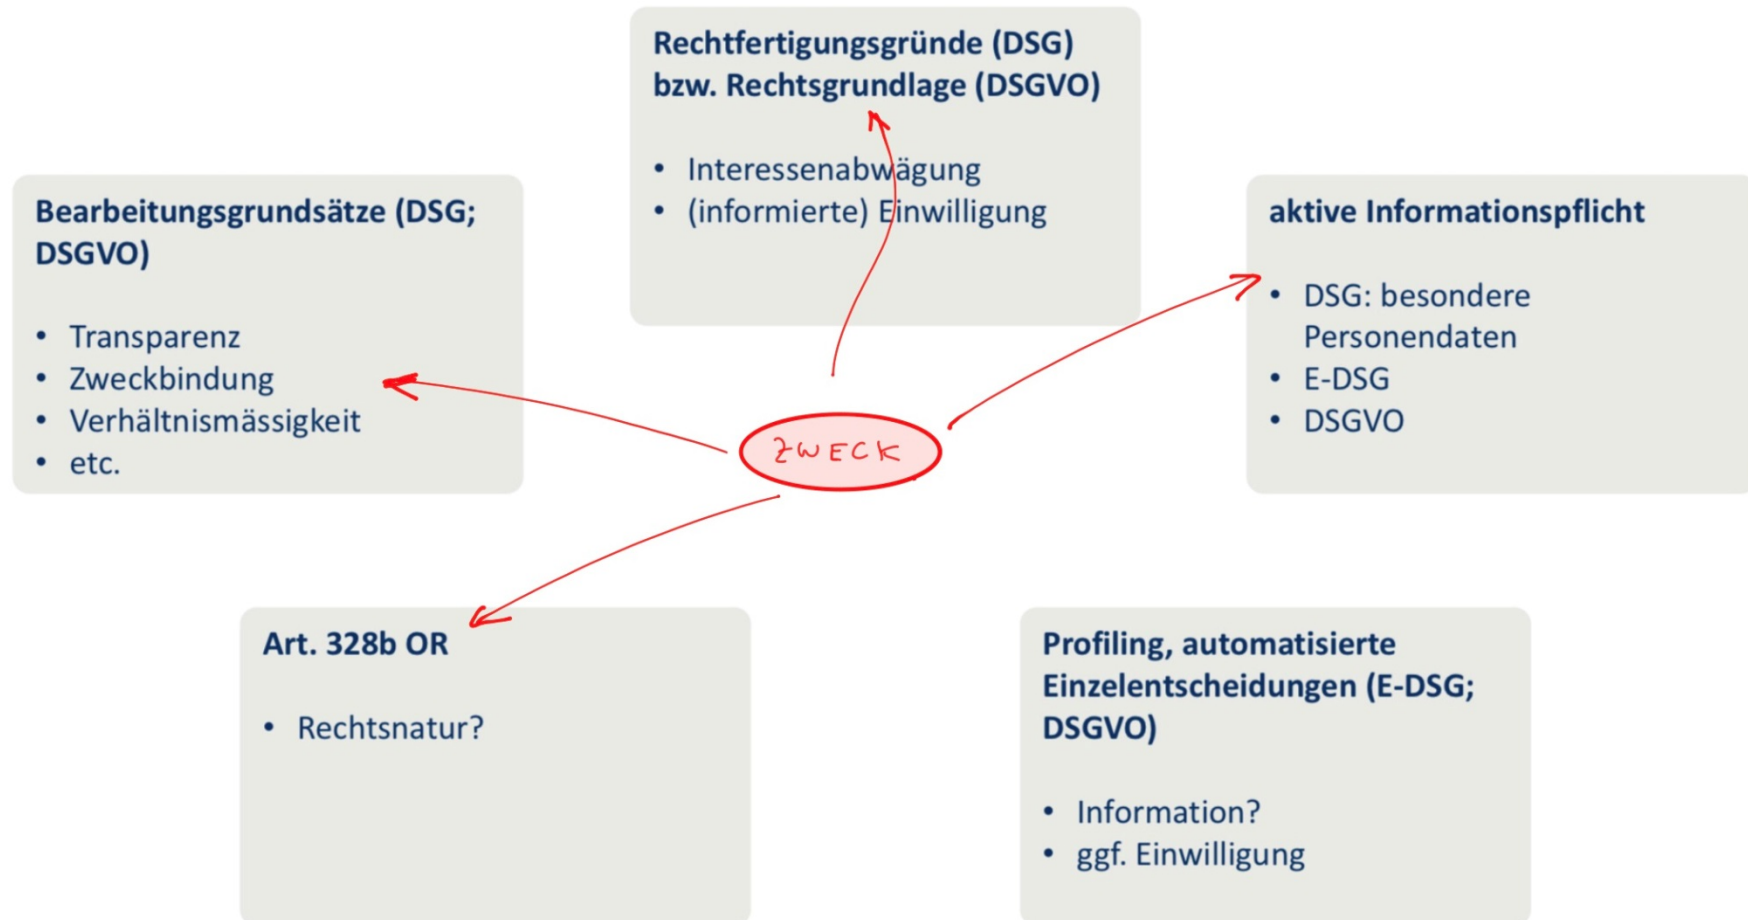 Rechtfertigungsgründe (DSG)
bzw. Rechtsgrundlage (DSGVO)
• Interessenabwägung
• (informierte) Einwilligung
Bearbeitungsgrundsätze (DSG;
DSGVO)
• Transparenz
• Zweckbindung
• Verhältnismässigkeit
• etc.
aktive Informationspflicht
• DSG: besondere
Personendaten
• E-DSG
• DSGVO
ZWECK
Art. 328b OR
• Rechtsnatur?
Profiling, automatisierte
Einzelentscheidungen (E-DSG;
DSGVO)
• Information?
• ggf. Einwilligung